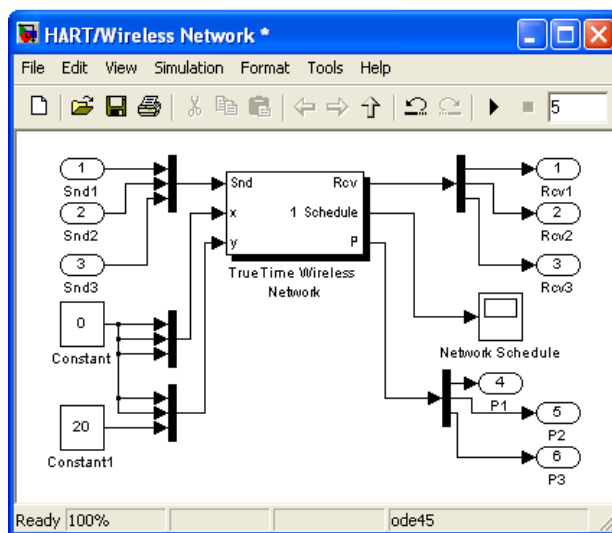 HART/Wireless Network *
File Edit View Simulation Format Tools Help
5
1
Snd1
2
Snd2
3
Snd3
0
Constant
20
Constant1
Snd
x
y
Rcv
1 Schedule
P
TrueTime Wireless
Network
1
Rcv1
2
Rcv2
3
Rcv3
Network Schedule
4
P1
5
P2
6
P3
Ready 100% ode45